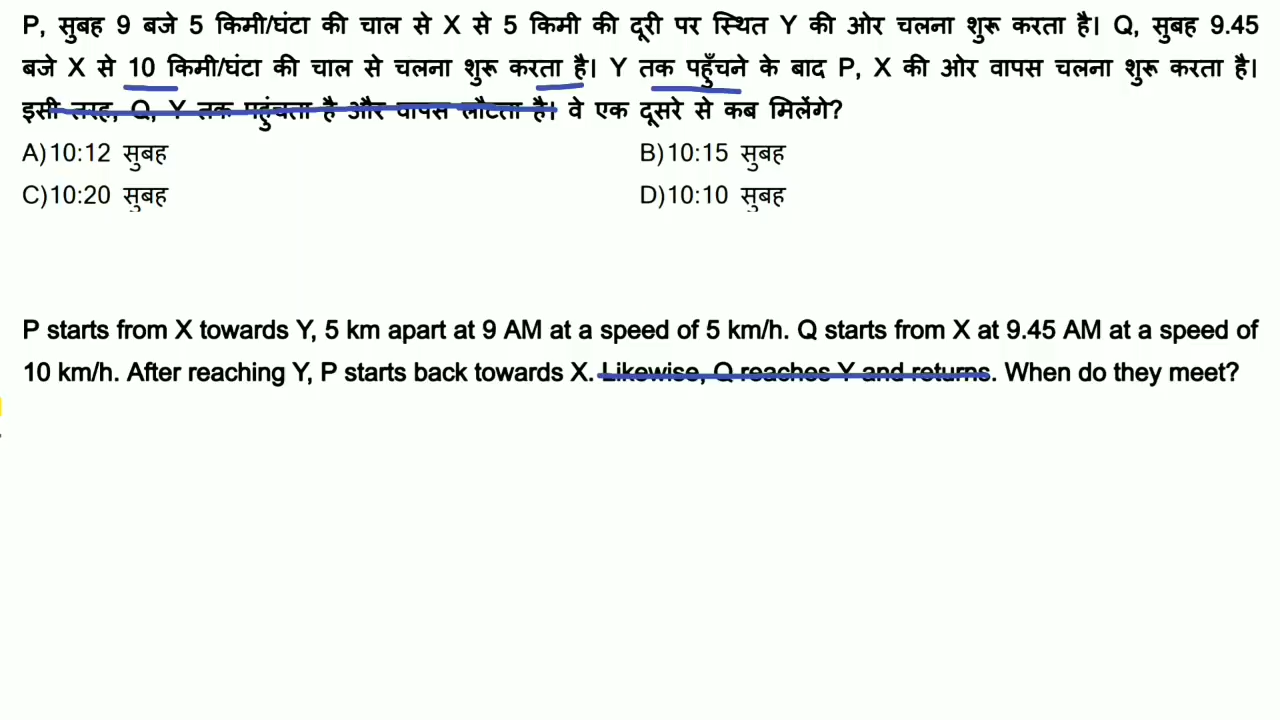 P, सुबह 9 बजे 5 किमी/घंटा की चाल से X से 5 किमी की दूरी पर स्थित Y की ओर चलना शुरू करता है। Q, सुबह 9.45
बजे X से 10 किमी/घंटा की चाल से चलना शुरू करता है। Y तक पहुँचने के बाद P, X की ओर वापस चलना शुरू करता है।
इसी तरह, Q, Y तक पहुंचता है और वापस लौटता है। वे एक दूसरे से कब मिलेंगे?
A)10:12 सुबह B)10:15 सुबह
C)10:20 सुबह D)10:10 सुबह
P starts from X towards Y, 5 km apart at 9 AM at a speed of 5 km/h. Q starts from X at 9.45 AM at a speed of
10 km/h. After reaching Y, P starts back towards X. Likewise, Q reaches Y and returns. When do they meet?